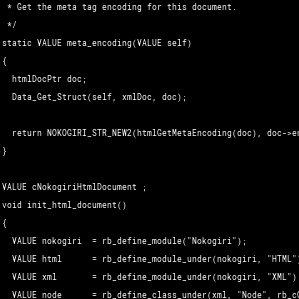 * Get the meta tag encoding for this document.
*/
static VALUE meta_encoding(VALUE self)
{
htmlDocPtr doc;
Data_Get_Struct(self, xmlDoc, doc);
return NOKOGIRI_STR_NEW2(htmlGetMetaEncoding(doc), doc->en
}
VALUE cNokogiriHtmlDocument ;
void init_html_document()
{
VALUE nokogiri = rb_define_module("Nokogiri");
VALUE html = rb_define_module_under(nokogiri, "HTML")
VALUE xml = rb_define_module_under(nokogiri, "XML")
VALUE node = rb_define_class_under(xml, "Node", rb_c